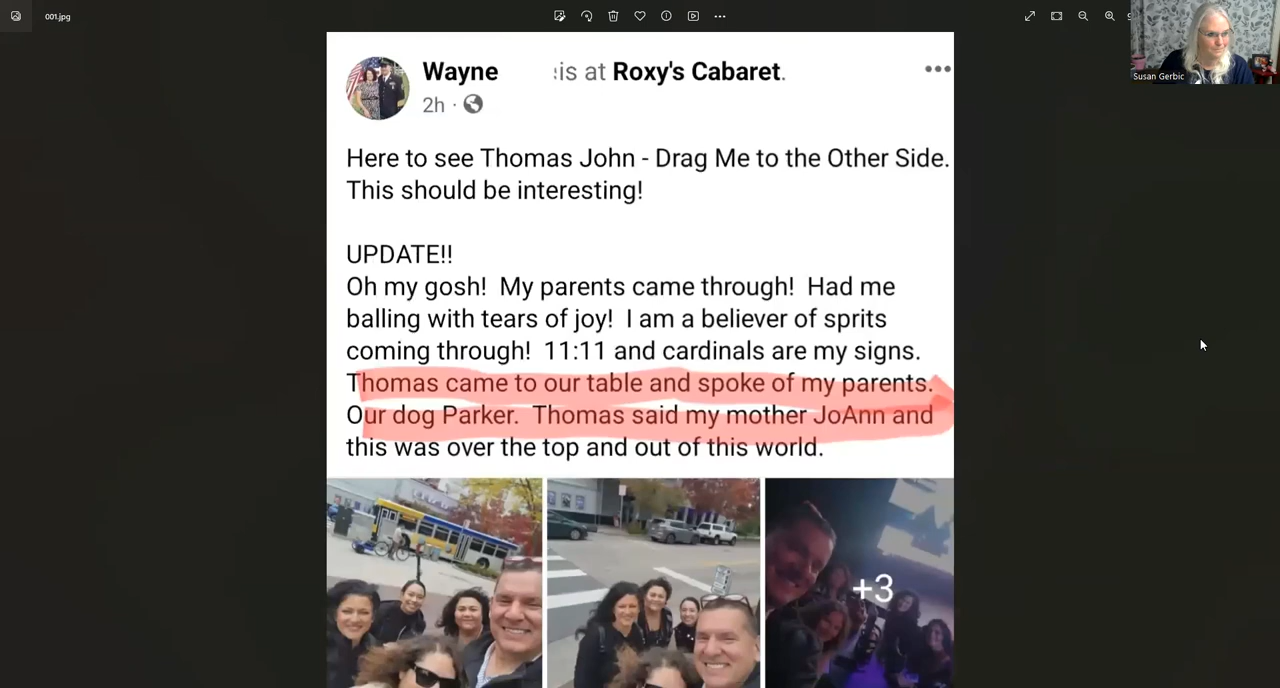 001.jpg
Susan Gerbic
Wayne is at Roxy's Cabaret.
2h ·
Here to see Thomas John - Drag Me to the Other Side.
This should be interesting!
UPDATE!!
Oh my gosh! My parents came through! Had me
balling with tears of joy! I am a believer of sprits
coming through! 11:11 and cardinals are my signs.
Thomas came to our table and spoke of my parents.
Our dog Parker. Thomas said my mother JoAnn and
this was over the top and out of this world.
+3